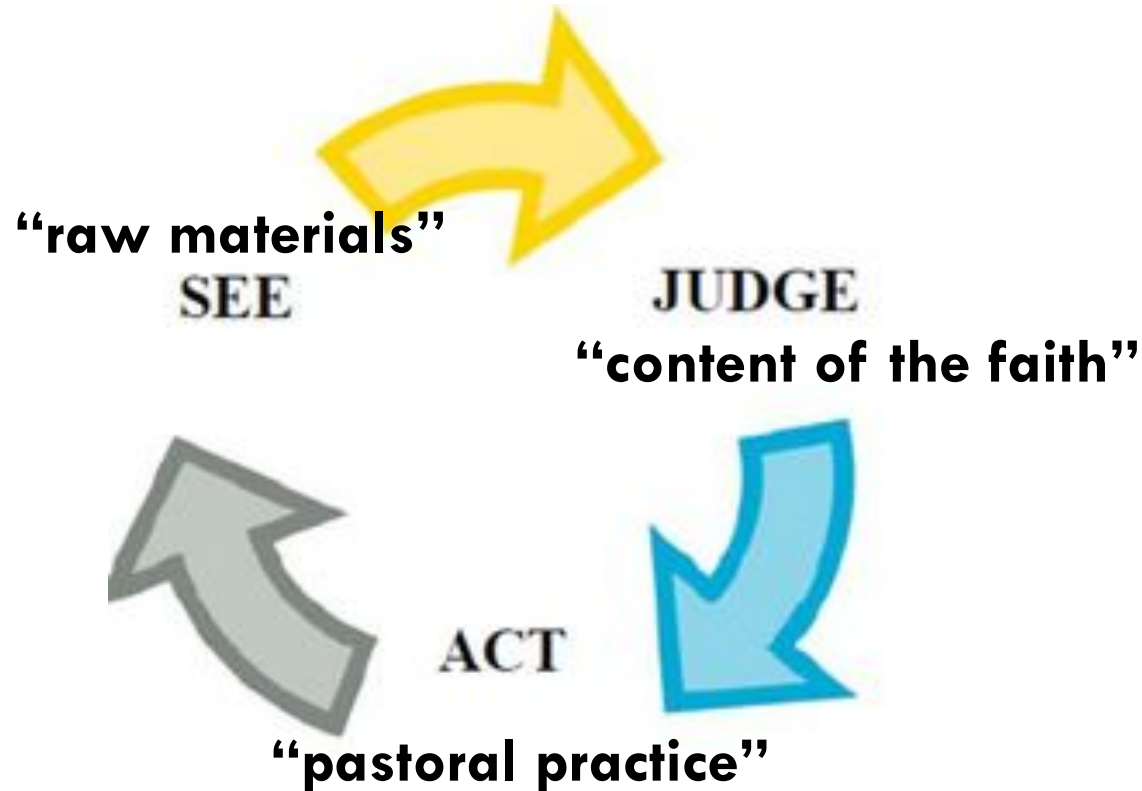 “raw materials”
SEE
JUDGE
“content of the faith”
ACT
“pastoral practice”